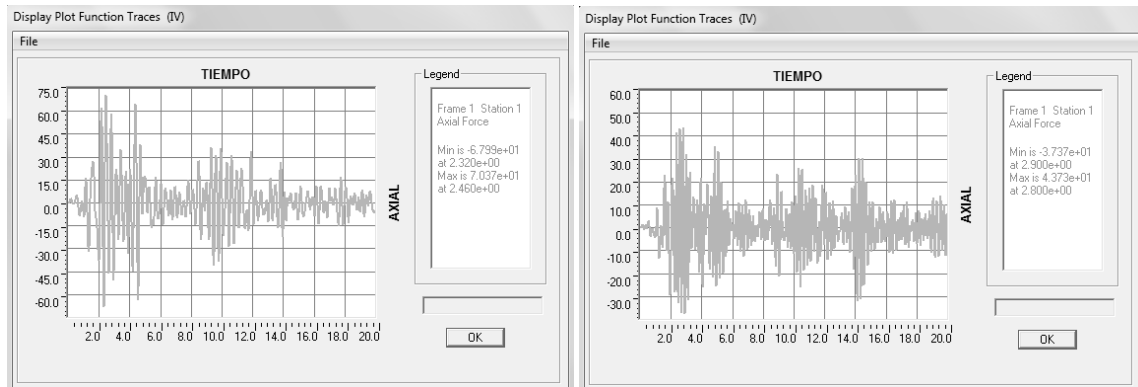 Display Plot Function Traces (IV)
File
TIEMPO
75.0
60.0
45.0
30.0
15.0
0.0
-15.0
-30.0
-45.0
-60.0
2.0 4.0 6.0 8.0 10.0 12.0 14.0 16.0 18.0 20.0
AXIAL
Legend
Frame 1 Station 1
Axial Force
Min is -6.799e+01
at 2.320e+00
Max is 7.037e+01
at 2.460e+00
OK
Display Plot Function Traces (IV)
File
TIEMPO
60.0
50.0
40.0
30.0
20.0
10.0
0.0
-10.0
-20.0
-30.0
2.0 4.0 6.0 8.0 10.0 12.0 14.0 16.0 18.0 20.0
AXIAL
Legend
Frame 1 Station 1
Axial Force
Min is -3.737e+01
at 2.900e+00
Max is 4.373e+01
at 2.800e+00
OK